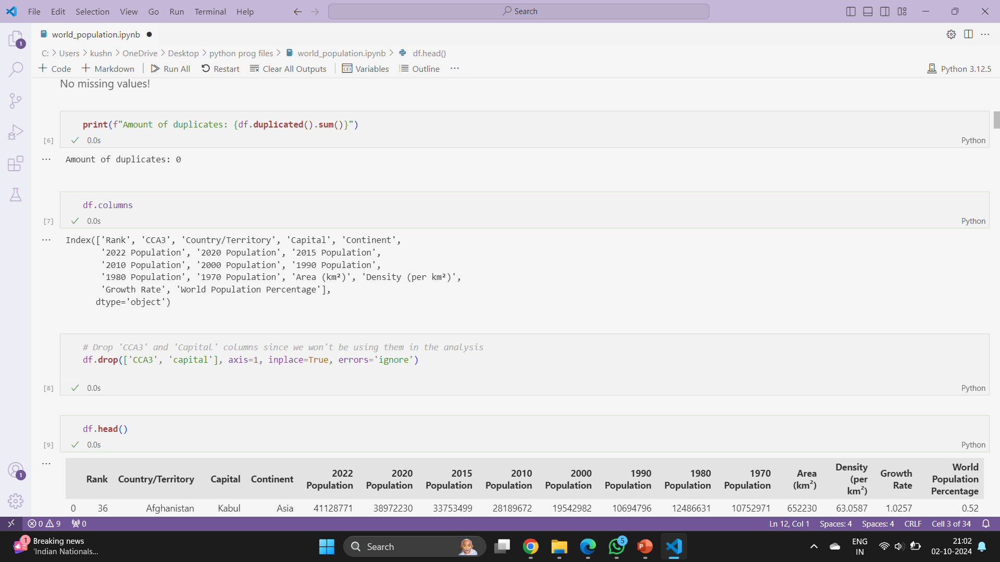 File Edit Selection View Go Run Terminal Help
Search
world_population.ipynb
1
C: > Users > kushn > OneDrive > Desktop > python prog files > world_population.ipynb > df.head()
+ Code + Markdown | Run All Restart Clear All Outputs | Variables Outline ...
Python 3.12.5
No missing values!
print(f"Amount of duplicates: {df.duplicated().sum()}")
[6] ✓ 0.0s Python
Amount of duplicates: 0
df.columns
[7] ✓ 0.0s Python
Index(['Rank', 'CCA3', 'Country/Territory', 'Capital', 'Continent',
'2022 Population', '2020 Population', '2015 Population',
'2010 Population', '2000 Population', '1990 Population',
'1980 Population', '1970 Population', 'Area (km²)', 'Density (per km²)',
'Growth Rate', 'World Population Percentage'],
dtype='object')
# Drop 'CCA3' and 'Capital' columns since we won't be using them in the analysis
df.drop(['CCA3', 'capital'], axis=1, inplace=True, errors='ignore')
[8] ✓ 0.0s Python
df.head()
[9] ✓ 0.0s Python
Rank Country/Territory Capital Continent 2022 Population 2020 Population 2015 Population 2010 Population 2000 Population 1990 Population 1980 Population 1970 Population Area (km²) Density (per km²) Growth Rate World Population Percentage
0 36 Afghanistan Kabul Asia 41128771 38972230 33753499 28189672 19542982 10694796 12486631 10752971 652230 63.0587 1.0257 0.52
1
0 9 0
Ln 12, Col 1 Spaces: 4 Spaces: 4 CRLF Cell 3 of 34
1 Breaking news
'Indian Nationals...
Search
5
ENG
IN
21:02
02-10-2024